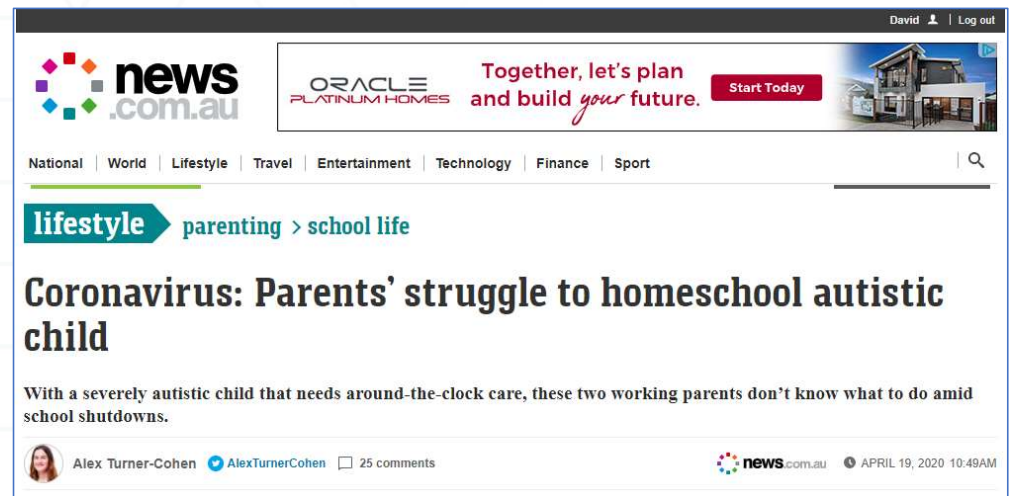 David | Log out
news
.com.au
ORACLE
PLATINUM HOMES
Together, let's plan
and build your future.
Start Today
National | World | Lifestyle | Travel | Entertainment | Technology | Finance | Sport
lifestyle parenting > school life
Coronavirus: Parents' struggle to homeschool autistic
child
With a severely autistic child that needs around-the-clock care, these two working parents don't know what to do amid
school shutdowns.
Alex Turner-Cohen AlexTurnerCohen 25 comments news.com.au APRIL 19, 2020 10:49AM